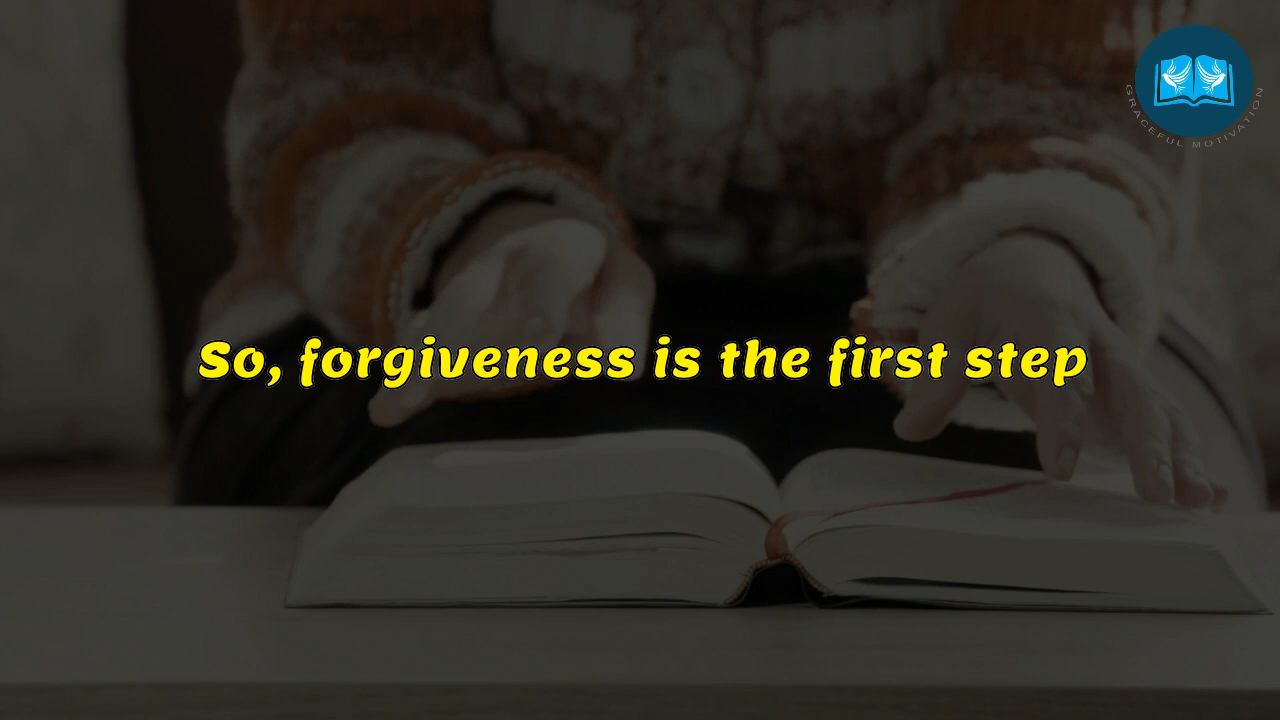 GRACEFUL MOTIVATION
So, forgiveness is the first step